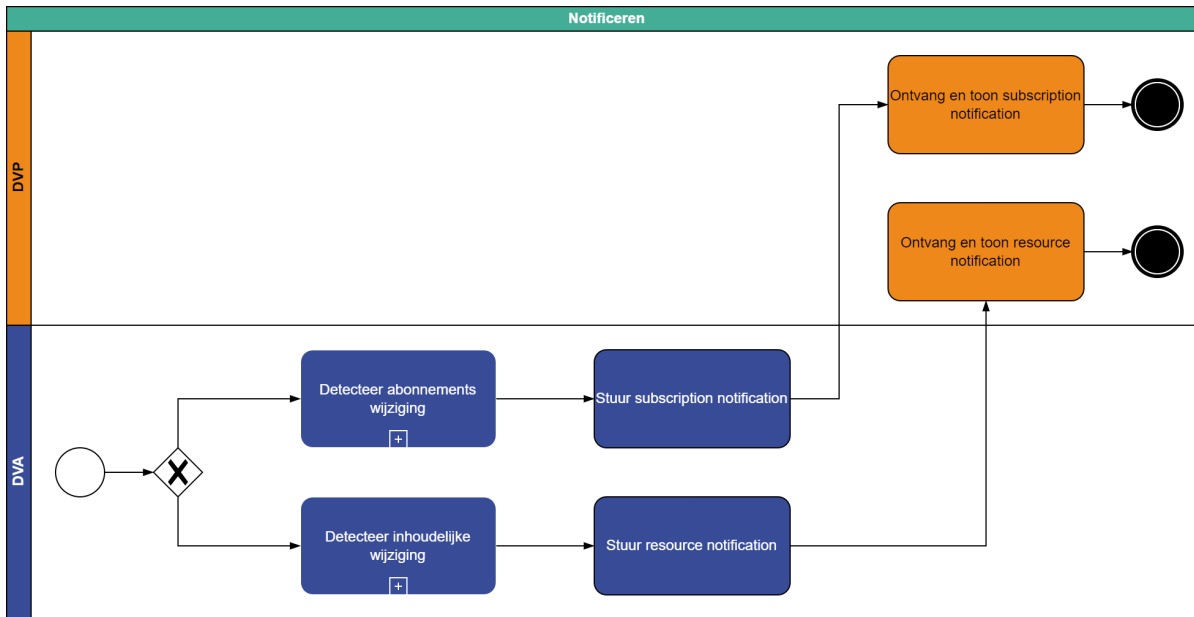 Notificeren
DVP
Ontvang en toon subscription
notification
Ontvang en toon resource
notification
DVA
Detecteer abonnements
wijziging
Stuur subscription notification
Detecteer inhoudelijke
wijziging
Stuur resource notification